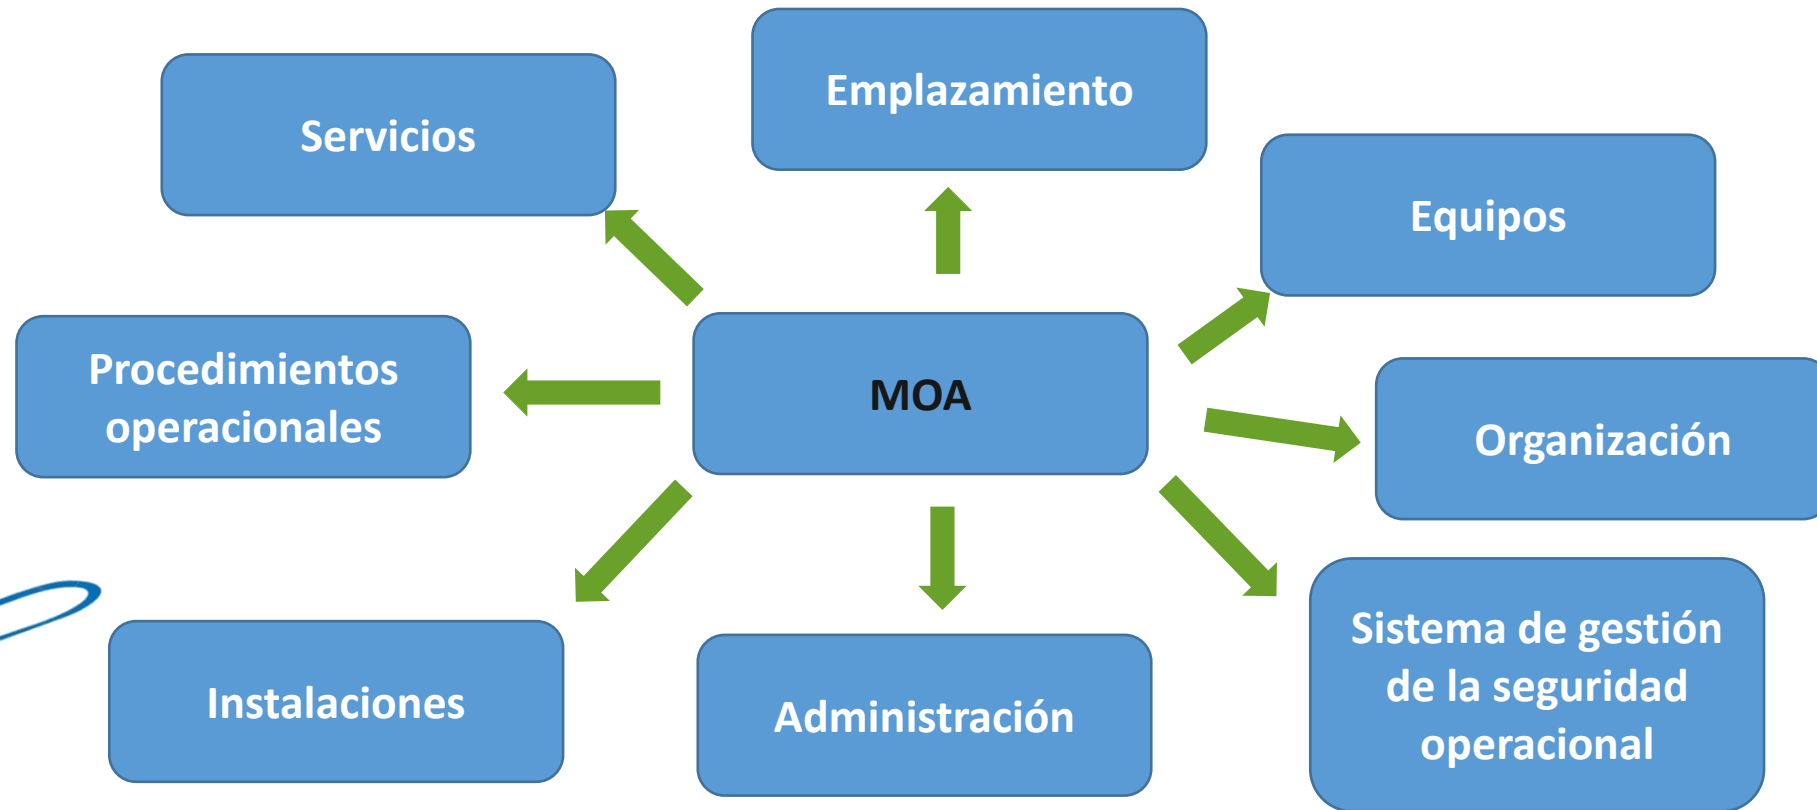 Emplazamiento
Servicios
Equipos
Procedimientos
operacionales
MOA
Organización
Instalaciones
Administración
Sistema de gestión
de la seguridad
operacional